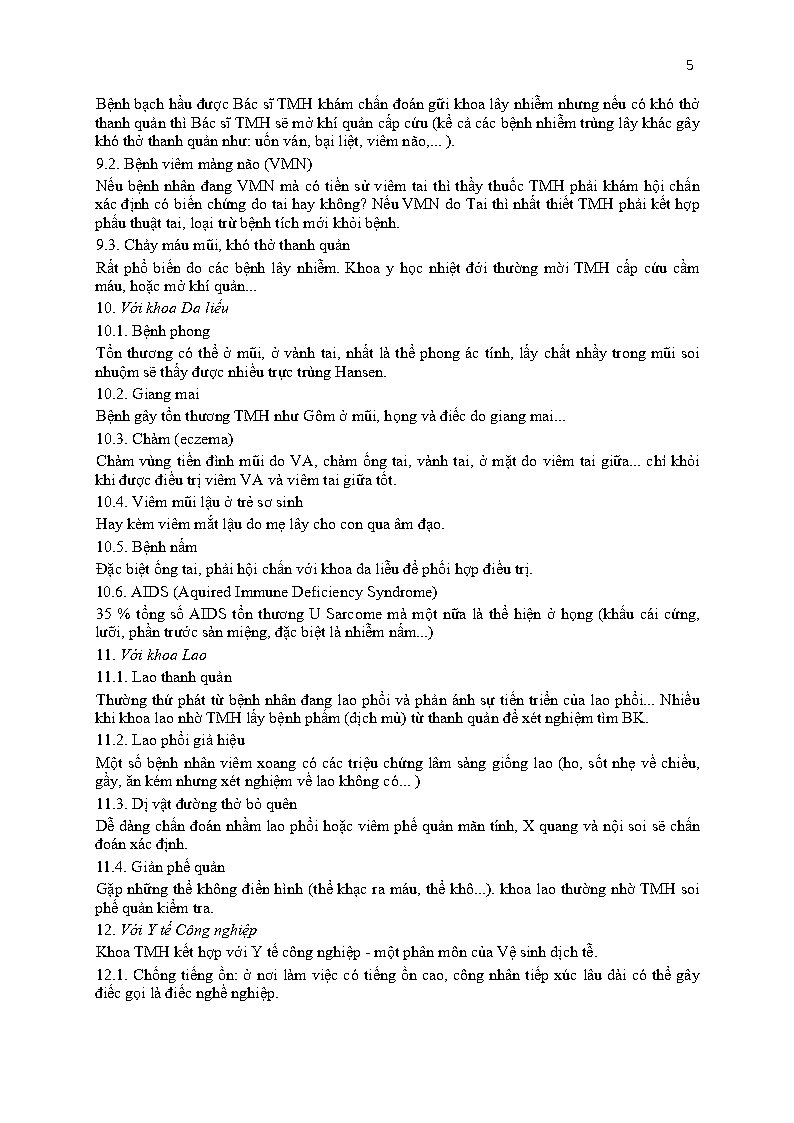 5
Bệnh bạch hầu được Bác sĩ TMH khám chẩn đoán gữi khoa lây nhiễm nhưng nếu có khó thở
thanh quản thì Bác sĩ TMH sẽ mở khí quản cấp cứu (kể cả các bệnh nhiễm trùng lây khác gây
khó thở thanh quản như: uốn ván, bại liệt, viêm não,... ).
9.2. Bệnh viêm màng não (VMN)
Nếu bệnh nhân đang VMN mà có tiền sử viêm tai thì thầy thuốc TMH phải khám hội chẩn
xác định có biến chứng do tai hay không? Nếu VMN do Tai thì nhất thiết TMH phải kết hợp
phẩu thuật tai, loại trừ bệnh tích mới khỏi bệnh.
9.3. Chảy máu mũi, khó thở thanh quản
Rất phổ biến do các bệnh lây nhiễm. Khoa y học nhiệt đới thường mời TMH cấp cứu cầm
máu, hoặc mở khí quản...
10. Với khoa Da liểu
10.1. Bệnh phong
Tổn thương có thể ở mũi, ở vành tai, nhất là thể phong ác tính, lấy chất nhầy trong mũi soi
nhuộm sẽ thấy được nhiều trực trùng Hansen.
10.2. Giang mai
Bệnh gây tổn thương TMH như Gôm ở mũi, họng và điếc do giang mai...
10.3. Chàm (eczema)
Chàm vùng tiền đình mũi do VA, chàm ống tai, vành tai, ở mặt do viêm tai giữa... chỉ khỏi
khi được điều trị viêm VA và viêm tai giữa tốt.
10.4. Viêm mũi lậu ở trẻ sơ sinh
Hay kèm viêm mắt lậu do mẹ lây cho con qua âm đạo.
10.5. Bệnh nấm
Đặc biệt ống tai, phải hội chẩn với khoa da liễu để phối hợp điều trị.
10.6. AIDS (Aquired Immune Deficiency Syndrome)
35 % tổng số AIDS tổn thương U Sarcome mà một nữa là thể hiện ở họng (khẩu cái cứng,
lưỡi, phần trước sàn miệng, đặc biệt là nhiễm nấm...)
11. Với khoa Lao
11.1. Lao thanh quản
Thường thứ phát từ bệnh nhân đang lao phổi và phản ánh sự tiến triển của lao phổi... Nhiều
khi khoa lao nhờ TMH lấy bệnh phẩm (dịch mủ) từ thanh quản để xét nghiệm tìm BK.
11.2. Lao phổi giả hiệu
Một số bệnh nhân viêm xoang có các triệu chứng lâm sàng giống lao (ho, sốt nhẹ về chiều,
gầy, ăn kém nhưng xét nghiệm về lao không có... )
11.3. Dị vật đường thở bỏ quên
Dễ dàng chẩn đoán nhầm lao phổi hoặc viêm phế quản mãn tính, X quang và nội soi sẽ chẩn
đoán xác định.
11.4. Giản phế quản
Gặp những thể không điển hình (thể khạc ra máu, thể khô...). khoa lao thường nhờ TMH soi
phế quản kiểm tra.
12. Với Y tế Công nghiệp
Khoa TMH kết hợp với Y tế công nghiệp - một phân môn của Vệ sinh dịch tễ.
12.1. Chống tiếng ồn: ở nơi làm việc có tiếng ồn cao, công nhân tiếp xúc lâu dài có thể gây
điếc gọi là điếc nghề nghiệp.